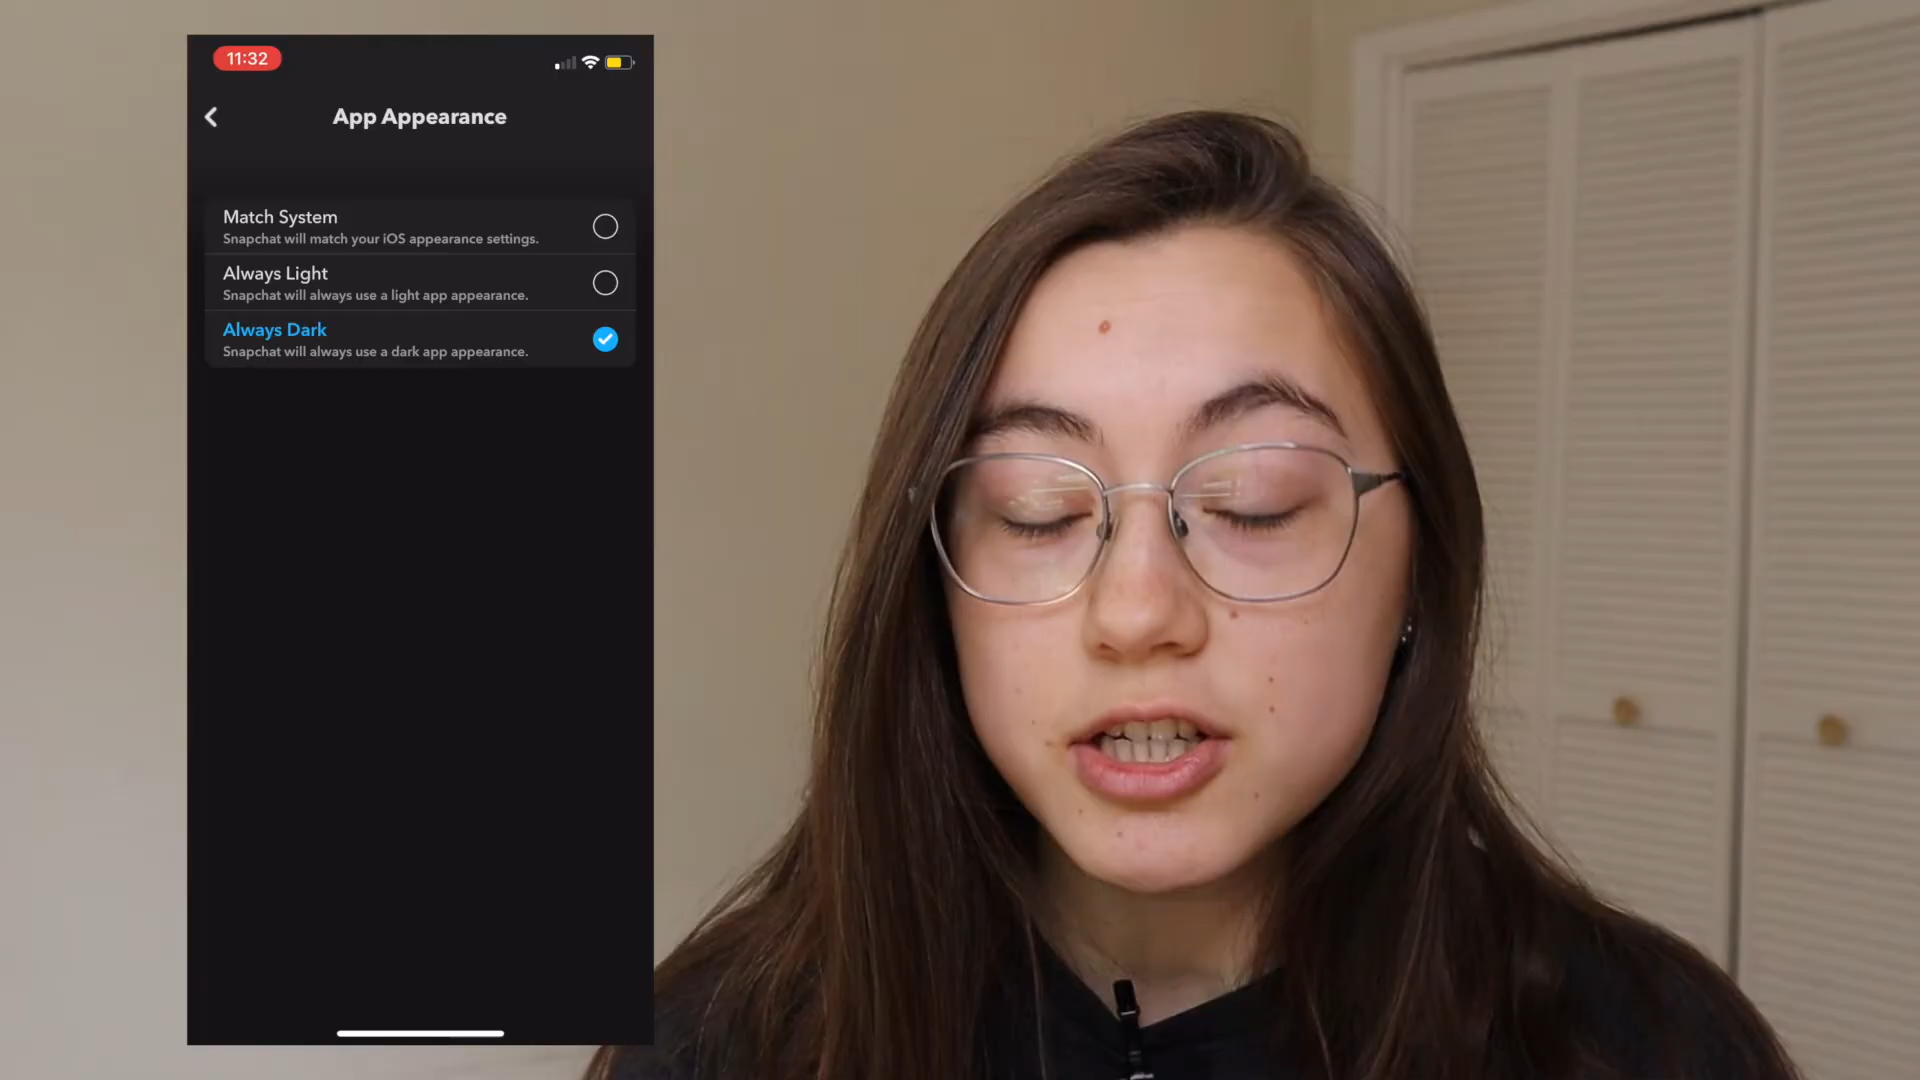 11:32
App Appearance
Match System
Snapchat will match your iOS appearance settings.
Always Light
Snapchat will always use a light app appearance.
Always Dark
Snapchat will always use a dark app appearance.